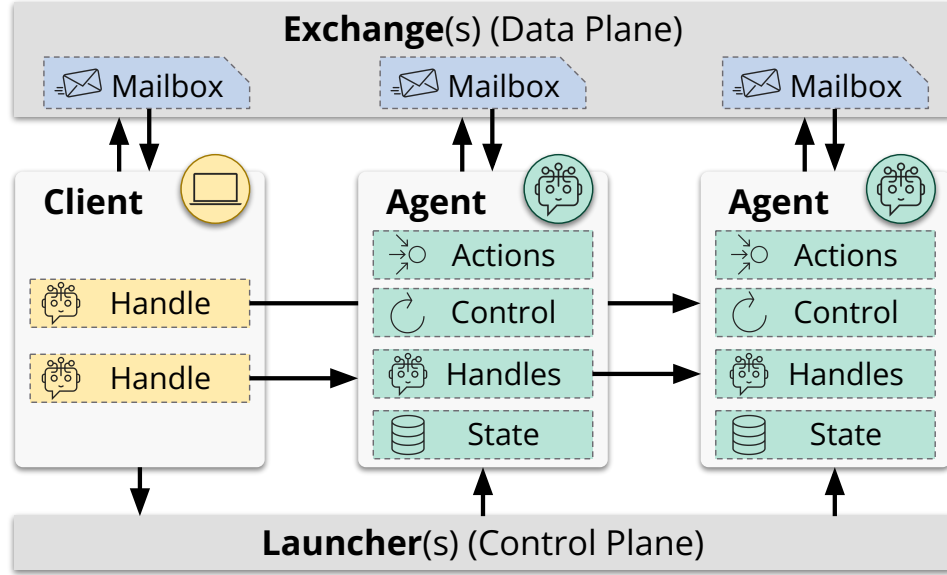 Exchange(s) (Data Plane)
Mailbox
Mailbox
Mailbox
Client
Handle
Handle
Agent
Actions
Control
Handles
State
Agent
Actions
Control
Handles
State
Launcher(s) (Control Plane)